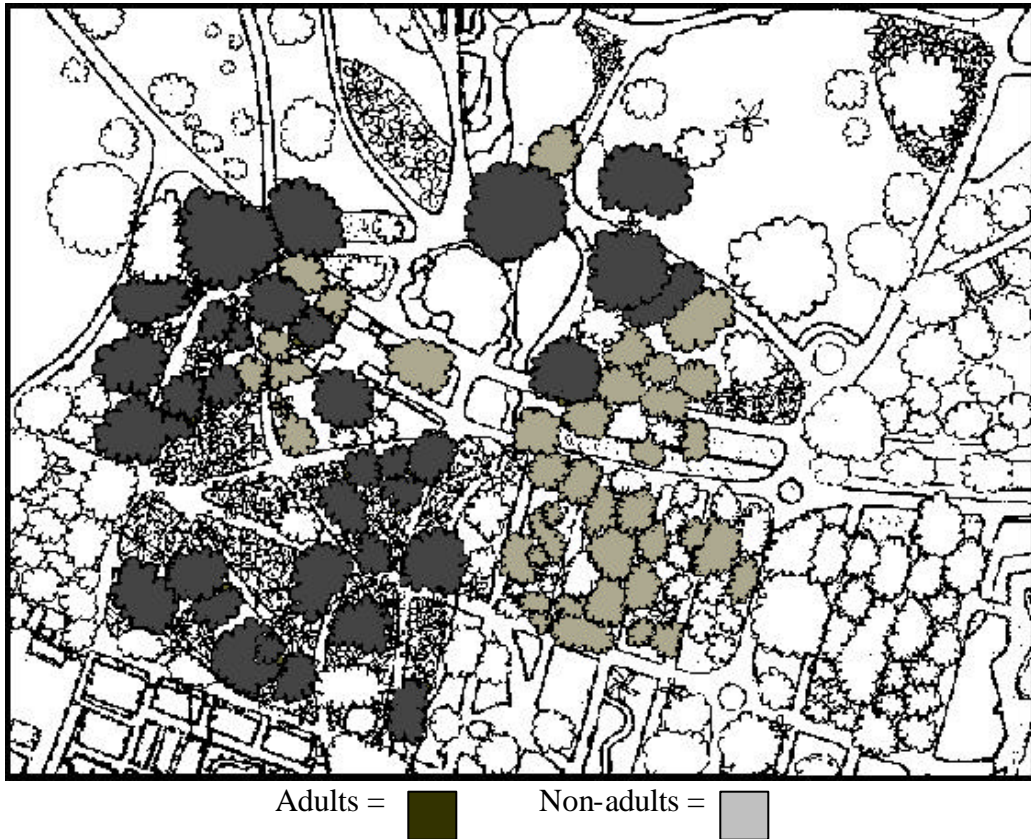 Adults = Non-adults =